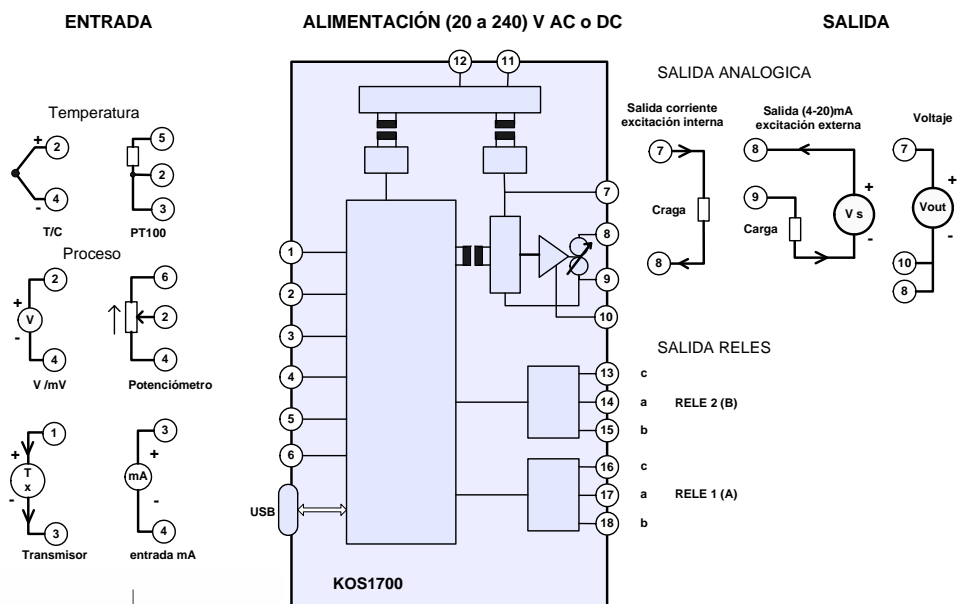 ENTRADA
ALIMENTACIÓN (20 a 240) V AC o DC
SALIDA
12
11
SALIDA ANALOGICA
Temperatura
+
2
4
-
T/C
5
2
3
PT100
Proceso
2
+
V
-
4
V /mV
6
2
4
Potenciómetro
1
+
T
x
-
3
Transmisor
3
+
mA
-
4
entrada mA
1
2
3
4
5
6
USB
KOS1700
7
8
9
10
Salida corriente
excitación interna
7
Craga
8
Salida (4-20)mA
excitación externa
8
9
Carga
+
V s
-
Voltaje
7
+
Vout
-
10
8
SALIDA RELES
13 c
14 a RELE 2 (B)
15 b
16 c
17 a RELE 1 (A)
18 b